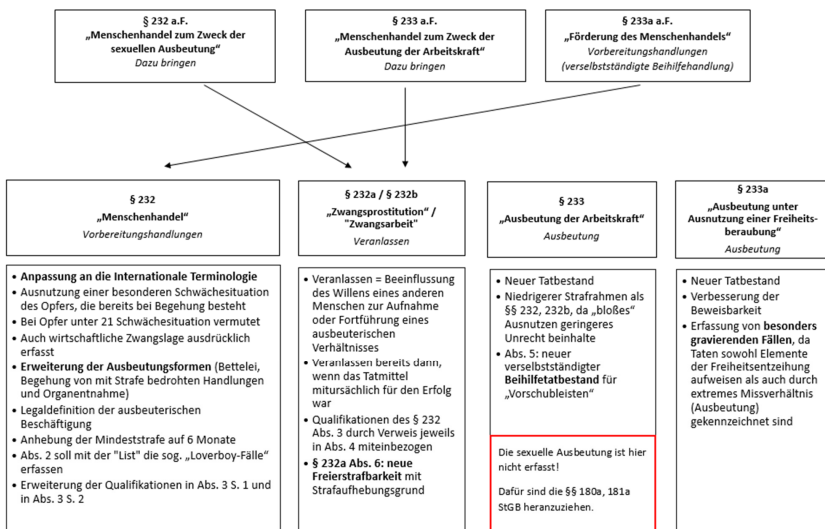 § 232 a.F.
„Menschenhandel zum Zweck der
sexuellen Ausbeutung“
Dazu bringen
§ 233 a.F.
„Menschenhandel zum Zweck der
Ausbeutung der Arbeitskraft“
Dazu bringen
§ 233a a.F.
„Förderung des Menschenhandels“
Vorbereitungshandlungen
(verselbstständigte Beihilfehandlung)
§ 232
„Menschenhandel“
Vorbereitungshandlungen
• Anpassung an die Internationale Terminologie
• Ausnutzung einer besonderen Schwächesituation
des Opfers, die bereits bei Begehung besteht
• Bei Opfer unter 21 Schwächesituation vermutet
• Auch wirtschaftliche Zwangslage ausdrücklich
erfasst
• Erweiterung der Ausbeutungsformen (Bettelei,
Begehung von mit Strafe bedrohten Handlungen
und Organentnahme)
• Legaldefinition der ausbeuterischen
Beschäftigung
• Anhebung der Mindeststrafe auf 6 Monate
• Abs. 2 soll mit der "List" die sog. „Loverboy-Fälle“
erfassen
• Erweiterung der Qualifikationen in Abs. 3 S. 1 und
in Abs. 3 S. 2
§ 232a / § 232b
„Zwangsprostitution“ /
"Zwangsarbeit"
Veranlassen
• Veranlassen = Beeinflussung
des Willens eines anderen
Menschen zur Aufnahme
oder Fortführung eines
ausbeuterischen
Verhältnisses
• Veranlassen bereits dann,
wenn das Tatmittel
mitursächlich für den Erfolg
war
• Qualifikationen des § 232
Abs. 3 durch Verweis jeweils
in Abs. 4 miteinbezogen
• § 232a Abs. 6: neue
Freierstrafbarkeit mit
Strafaufhebungsgrund
§ 233
„Ausbeutung der Arbeitskraft“
Ausbeutung
• Neuer Tatbestand
• Niedrigerer Strafrahmen als
§§ 232, 232b, da „bloßes“
Ausnutzen geringeres
Unrecht beinhalte
• Abs. 5: neuer
verselbstständigter
Beihilfetatbestand für
„Vorschubleisten“
Die sexuelle Ausbeutung ist hier
nicht erfasst!
Dafür sind die §§ 180a, 181a
StGB heranzuziehen.
§ 233a
„Ausbeutung unter
Ausnutzung einer Freiheits-
beraubung“
Ausbeutung
• Neuer Tatbestand
• Verbesserung der
Beweisbarkeit
• Erfassung von besonders
gravierenden Fällen, da
Taten sowohl Elemente
der Freiheitsentzeihung
aufweisen als auch durch
extremes Missverhältnis
(Ausbeutung)
gekennzeichnet sind